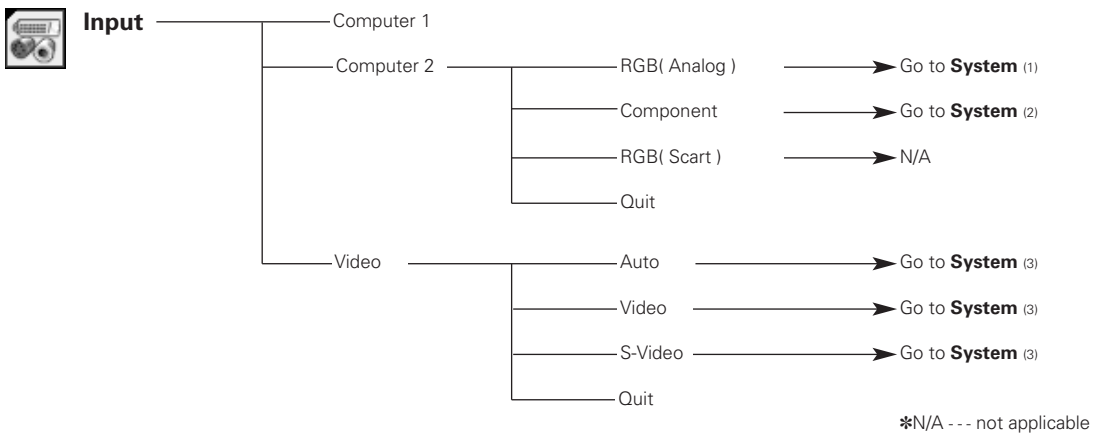 Input
Computer 1
Computer 2
RGB( Analog )
Go to System (1)
Component
Go to System (2)
RGB( Scart )
N/A
Quit
Video
Auto
Go to System (3)
Video
Go to System (3)
S-Video
Go to System (3)
Quit
✽N/A - - - not applicable